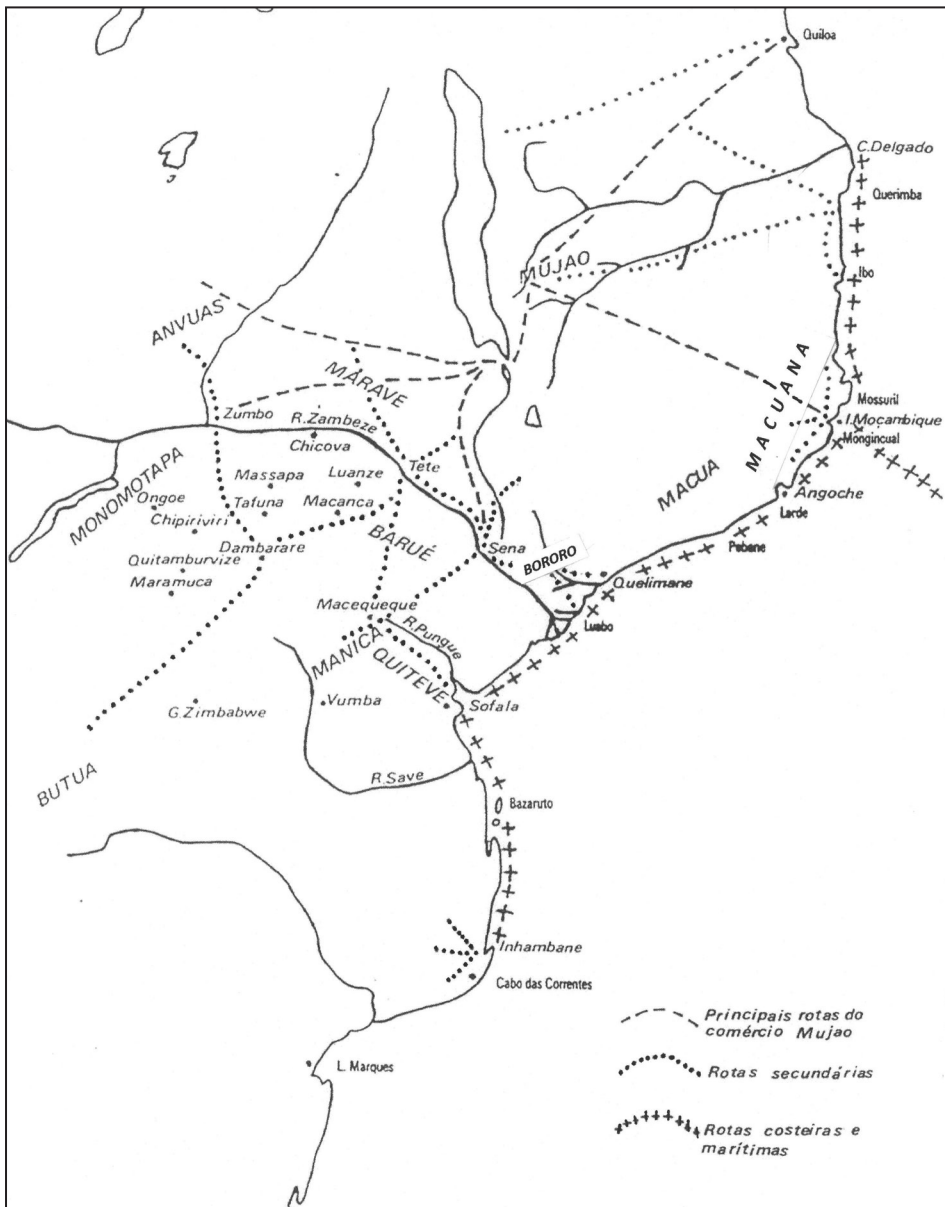 Quiloa
C.Delgado
Querimba
MUJAO
Ibo
ANVUAS
MARAVE
MACUANA
Mossuril
I.Moçambique
Mongincual
Zumbo
R.Zambeze
Chicova
Tete
MACUA
Massapa
Luanze
Angoche
Larde
MONOMOTAPA
Ongoe
Tafuna
Macanca
Chipiriviri
BARUÉ
Pebane
Dambarare
Sena
BORORO
Quitamburvize
Quelimane
Maramuca
Macequeque
Luabo
R.Pungue
MANICA
QUITEVE
G.Zimbabwe
Vumba
Sofala
BUTUA
R.Save
Bazaruto
Inhambane
Cabo das Correntes
L. Marques
Principais rotas do
comércio Mujao
Rotas secundárias
Rotas costeiras e
marítimas